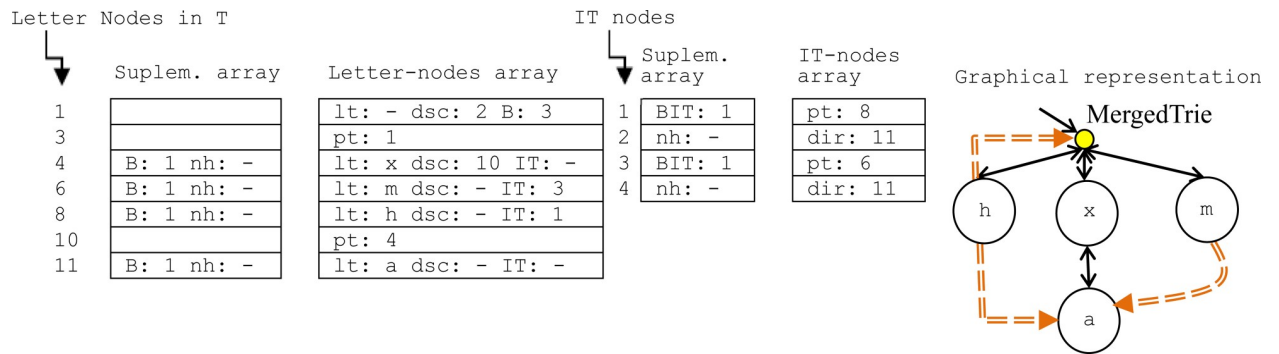 Letter Nodes in T
IT nodes
Suplem. array
Letter-nodes array
Suplem. array
IT-nodes array
Graphical representation
1 lt: - dsc: 2 B: 3 1 BIT: 1 pt: 8
3 pt: 1 2 nh: - dir: 11
4 B: 1 nh: - lt: x dsc: 10 IT: - 3 BIT: 1 pt: 6
6 B: 1 nh: - lt: m dsc: - IT: 3 4 nh: - dir: 11
8 B: 1 nh: - lt: h dsc: - IT: 1
10 pt: 4
11 B: 1 nh: - lt: a dsc: - IT: -
MergedTrie
h x m
a